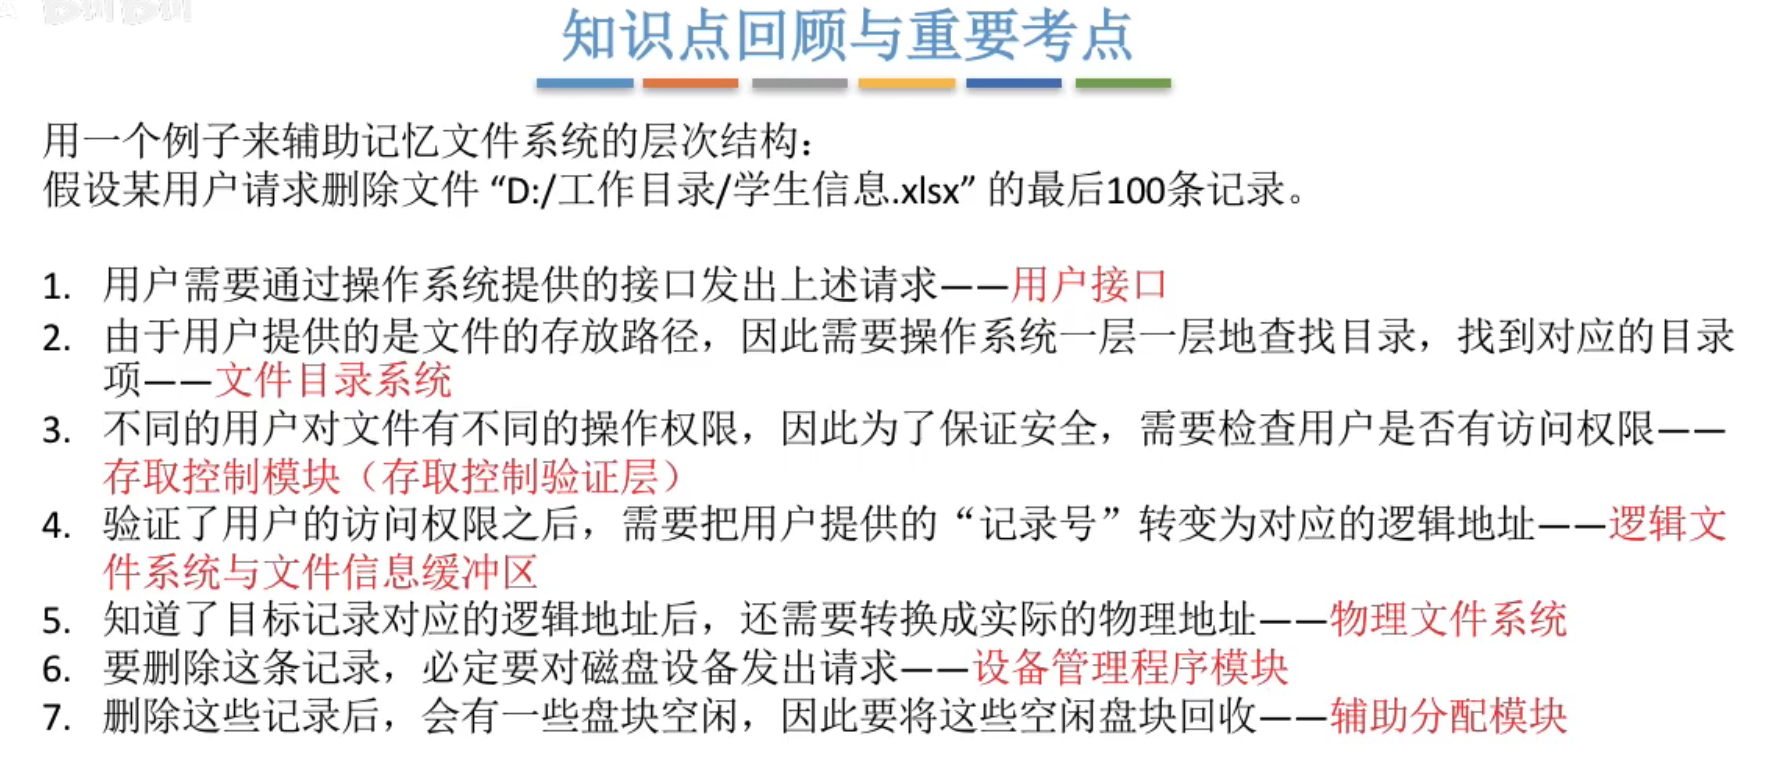 知识点回顾与重要考点
用一个例子来辅助记忆文件系统的层次结构：
假设某用户请求删除文件 “D:/工作目录/学生信息.xlsx” 的最后100条记录。
1. 用户需要通过操作系统提供的接口发出上述请求——用户接口
2. 由于用户提供的是文件的存放路径，因此需要操作系统一层一层地查找目录，找到对应的目录
项——文件目录系统
3. 不同的用户对文件有不同的操作权限，因此为了保证安全，需要检查用户是否有访问权限——
存取控制模块（存取控制验证层）
4. 验证了用户的访问权限之后，需要把用户提供的“记录号”转变为对应的逻辑地址——逻辑文
件系统与文件信息缓冲区
5. 知道了目标记录对应的逻辑地址后，还需要转换成实际的物理地址——物理文件系统
6. 要删除这条记录，必定要对磁盘设备发出请求——设备管理程序模块
7. 删除这些记录后，会有一些盘块空闲，因此要将这些空闲盘块回收——辅助分配模块